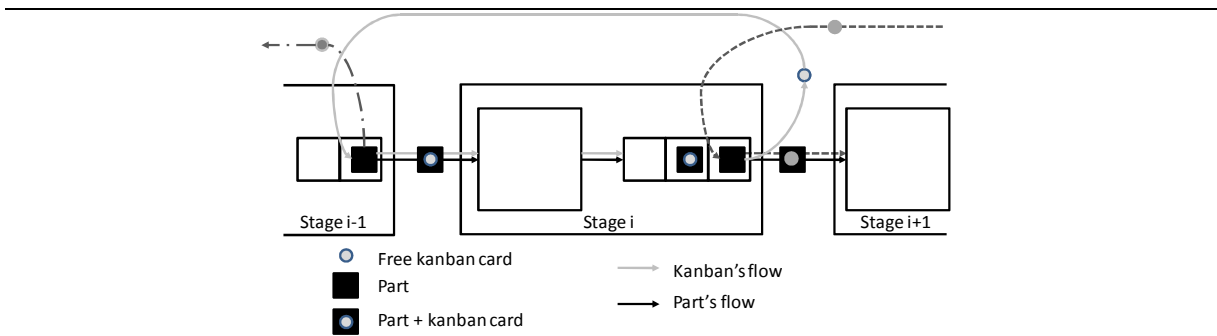 Stage i-1
Stage i
Stage i+1
Free kanban card
Part
Part + kanban card
Kanban's flow
Part's flow